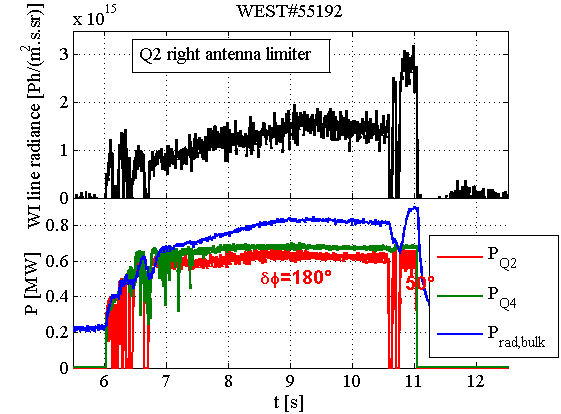 WEST#55192
x 10^15
Q2 right antenna limiter
WI line radiance [Ph/(m².s.sr)]
3
2
1
0
P [MW]
0.8
0.6
0.4
0.2
0
δϕ=180°
50°
P_Q2
P_Q4
P_rad,bulk
6 7 8 9 10 11 12
t [s]